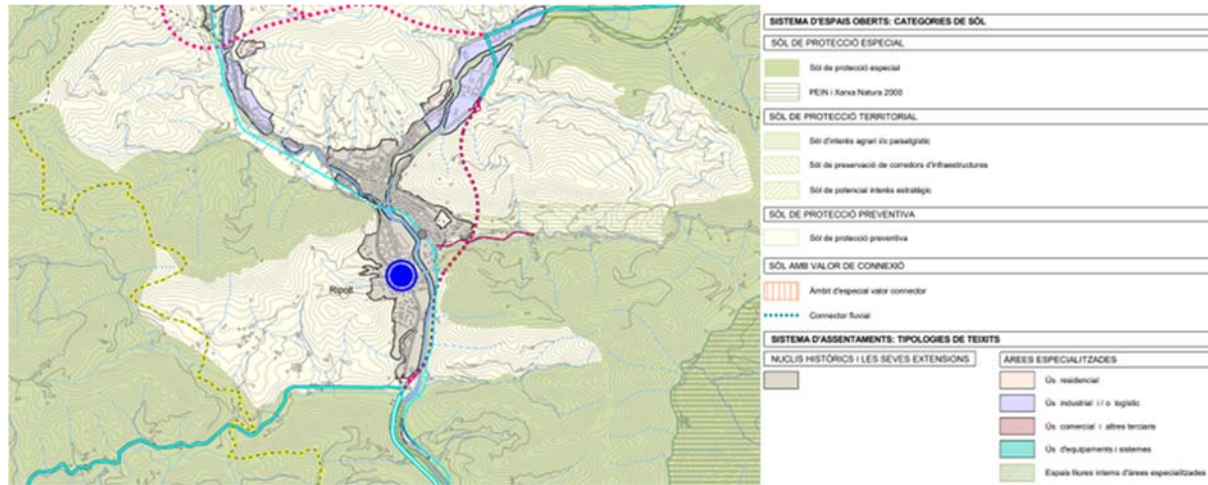 SISTEMA D'ESPAIS OBERTS: CATEGORIES DE SÒL
SÒL DE PROTECCIÓ ESPECIAL
Sòl de protecció especial
PEIN i Xarxa Natura 2000
SÒL DE PROTECCIÓ TERRITORIAL
Sòl d'interès agrari i/o paisatgístic
Sòl de preservació de corredors d'infraestructures
Sòl de potencial interès estratègic
SÒL DE PROTECCIÓ PREVENTIVA
Sòl de protecció preventiva
SÒL AMB VALOR DE CONNEXIÓ
Àmbit d'especial valor connector
Connector fluvial
SISTEMA D'ASSENTAMENTS: TIPOLOGIES DE TEIXITS
NUCLIS HISTÒRICS I LES SEVES EXTENSIONS
ÀREES ESPECIALITZADES
Ús residencial
Ús industrial i / o logístic
Ús comercial i altres terciaris
Ús d'equipaments i sistemes
Espais lliures interns d'àrees especialitzades
Ripoll